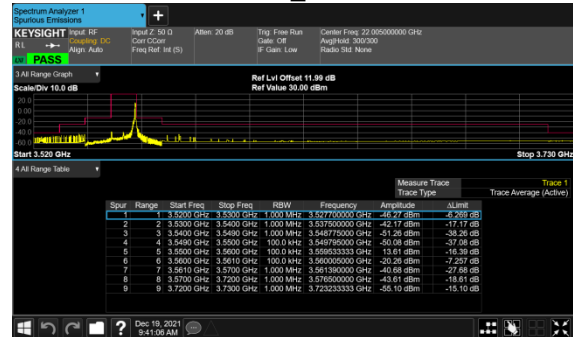 Spectrum Analyzer 1
Spurious Emissions
+
KEYSIGHT Input: RF Input Z: 50 Ω Atten: 20 dB Trig: Free Run Center Freq: 22.005000000 GHz
RL Coupling: DC Corr CCorr Gate: Off Avg|Hold: 300/300
Align: Auto Freq Ref: Int (S) IF Gain: Low Radio Std: None
PASS
3 All Range Graph
Ref Lvl Offset 11.99 dB
Scale/Div 10.0 dB Ref Value 30.00 dBm
20.0
0.00
-20.0
-40.0
-60.0
Start 3.520 GHz Stop 3.730 GHz
4 All Range Table
Measure Trace Trace 1
Trace Type Trace Average (Active)
Spur Range Start Freq Stop Freq RBW Frequency Amplitude ΔLimit
1 1 3.5200 GHz 3.5300 GHz 1.000 MHz 3.527700000 GHz -46.27 dBm -6.269 dB
2 2 3.5300 GHz 3.5400 GHz 1.000 MHz 3.537500000 GHz -42.17 dBm -17.17 dB
3 3 3.5400 GHz 3.5490 GHz 1.000 MHz 3.548775000 GHz -51.26 dBm -38.26 dB
4 4 3.5490 GHz 3.5500 GHz 100.0 kHz 3.549795000 GHz -50.08 dBm -37.08 dB
5 5 3.5500 GHz 3.5600 GHz 100.0 kHz 3.559533333 GHz 13.61 dBm -16.39 dB
6 6 3.5600 GHz 3.5610 GHz 100.0 kHz 3.560005000 GHz -20.26 dBm -7.257 dB
7 7 3.5610 GHz 3.5700 GHz 1.000 MHz 3.561390000 GHz -40.68 dBm -27.68 dB
8 8 3.5700 GHz 3.7200 GHz 1.000 MHz 3.576500000 GHz -43.61 dBm -18.61 dB
9 9 3.7200 GHz 3.7300 GHz 1.000 MHz 3.723233333 GHz -55.10 dBm -15.10 dB
? Dec 19, 2021
9:41:06 AM